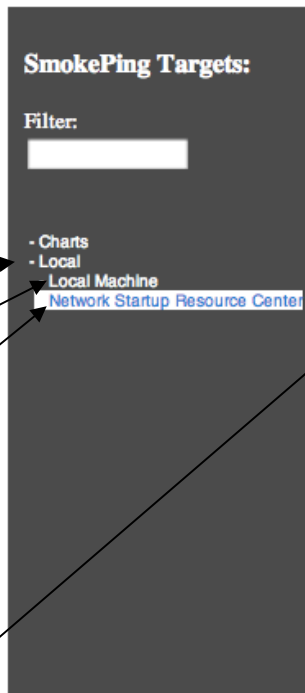 SmokePing Targets:
Filter:
- Charts
- Local
Local Machine
Network Startup Resource Center